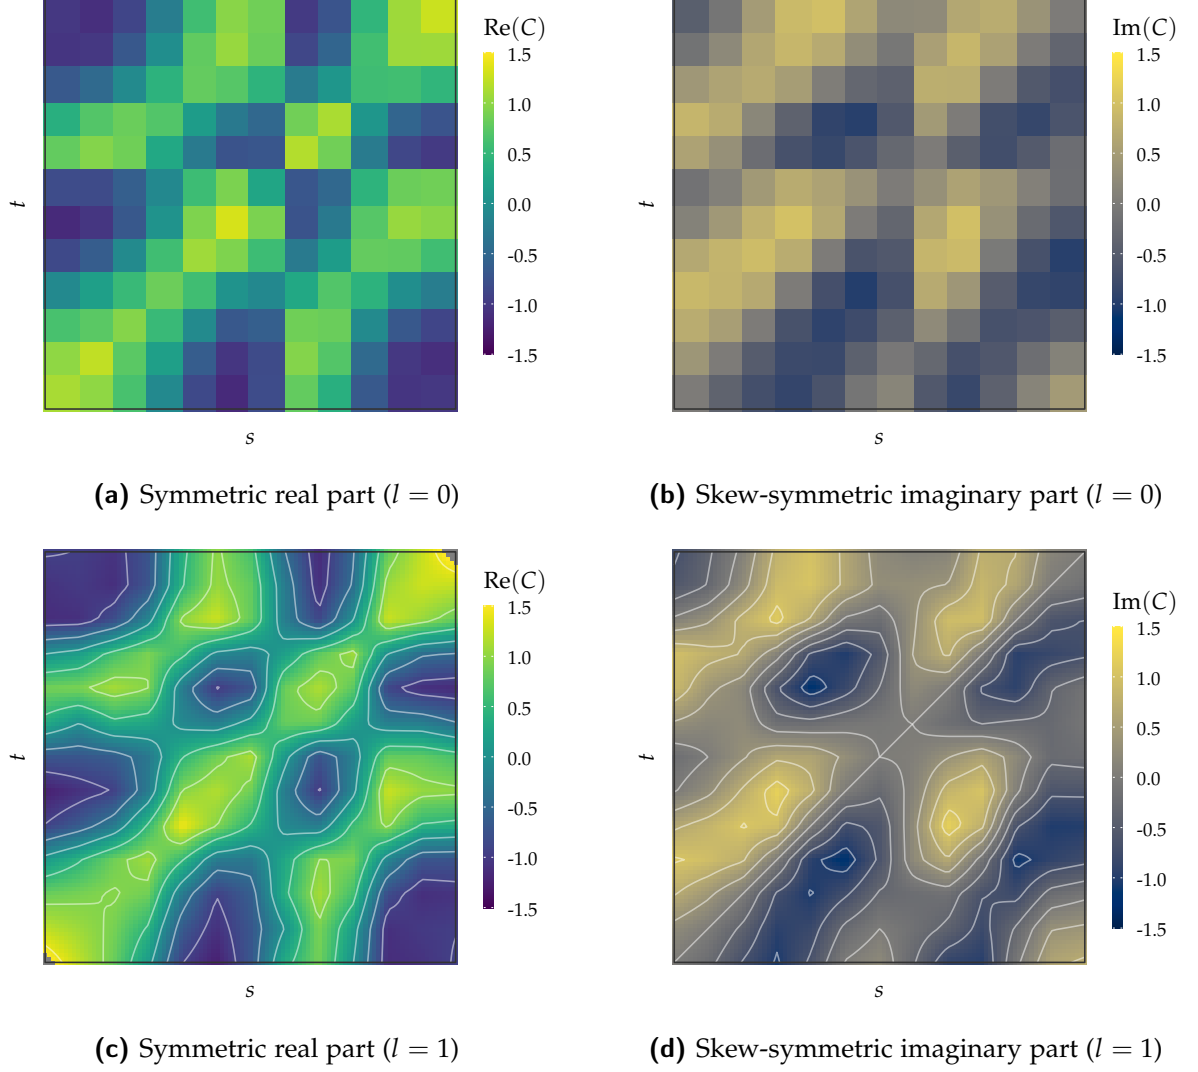 Re(C)
1.5
1.0
0.5
0.0
-0.5
-1.0
-1.5
t
s
(a) Symmetric real part (l = 0)
Im(C)
1.5
1.0
0.5
0.0
-0.5
-1.0
-1.5
t
s
(b) Skew-symmetric imaginary part (l = 0)
Re(C)
1.5
1.0
0.5
0.0
-0.5
-1.0
-1.5
t
s
(c) Symmetric real part (l = 1)
Im(C)
1.5
1.0
0.5
0.0
-0.5
-1.0
-1.5
t
s
(d) Skew-symmetric imaginary part (l = 1)